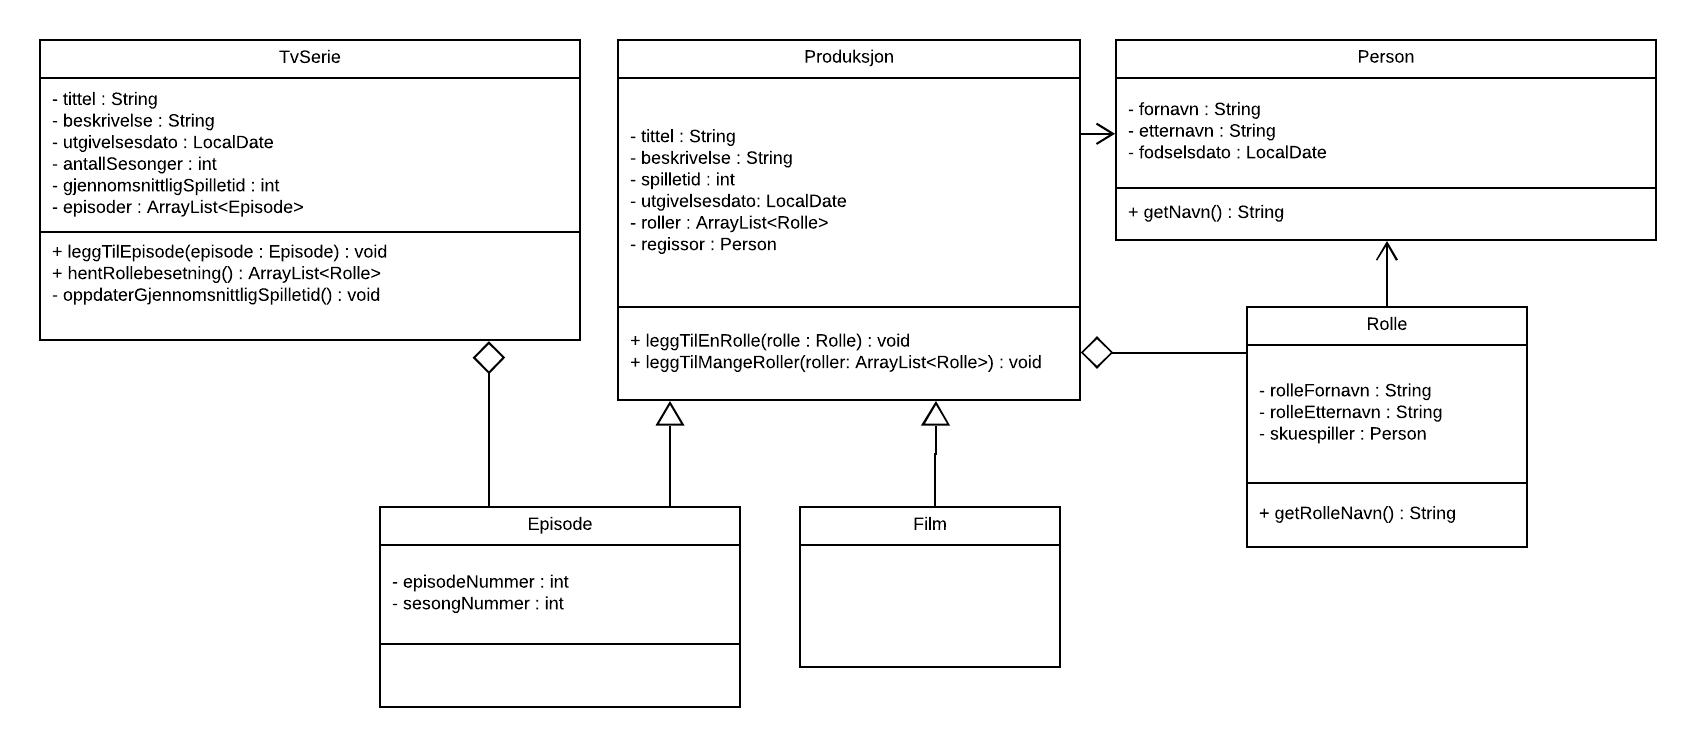 TvSerie
- tittel : String
- beskrivelse : String
- utgivelsesdato : LocalDate
- antallSesonger : int
- gjennomsnittligSpilletid : int
- episoder : ArrayList<Episode>
+ leggTilEpisode(episode : Episode) : void
+ hentRollebesetning() : ArrayList<Rolle>
- oppdaterGjennomsnittligSpilletid() : void
Produksjon
- tittel : String
- beskrivelse : String
- spilletid : int
- utgivelsesdato: LocalDate
- roller : ArrayList<Rolle>
- regissor : Person
+ leggTilEnRolle(rolle : Rolle) : void
+ leggTilMangeRoller(roller: ArrayList<Rolle>) : void
Person
- fornavn : String
- etternavn : String
- fodselsdato : LocalDate
+ getNavn() : String
Rolle
- rolleFornavn : String
- rolleEtternavn : String
- skuespiller : Person
+ getRolleNavn() : String
Episode
- episodeNummer : int
- sesongNummer : int
Film